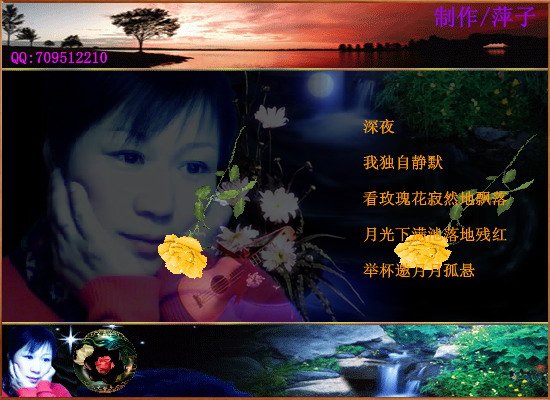 制作/萍子
QQ:709512210
深夜
我独自静默
看玫瑰花寂然地飘落
月光下满池落地残红
举杯邀月月孤悬